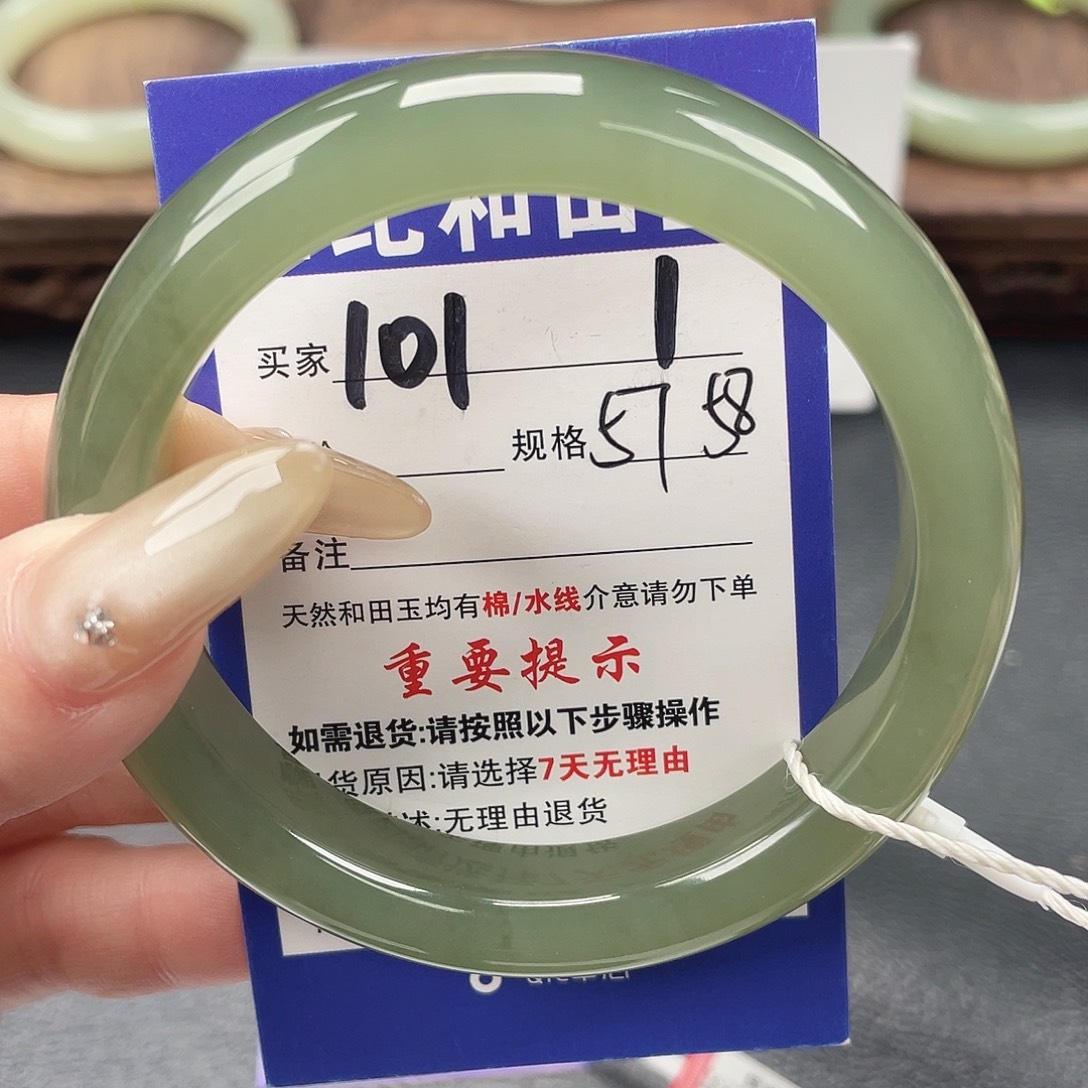 和田
买家 101 1
规格 57 58
备注
天然和田玉均有棉/水线介意请勿下单
重要提示
如需退货:请按照以下步骤操作
货原因:请选择7天无理由
述:无理由退货